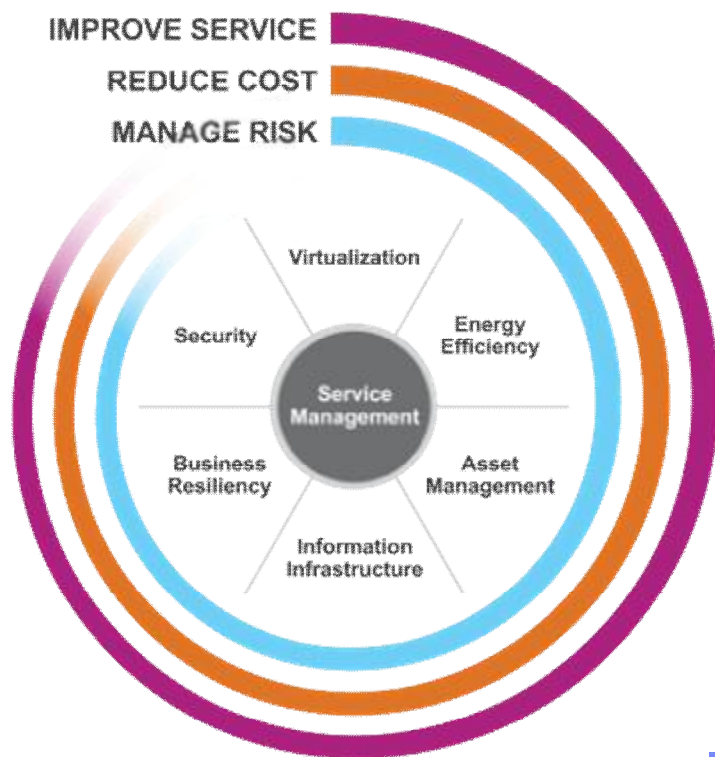 IMPROVE SERVICE
REDUCE COST
MANAGE RISK
Virtualization
Security
Energy
Efficiency
Service
Management
Business
Resiliency
Asset
Management
Information
Infrastructure